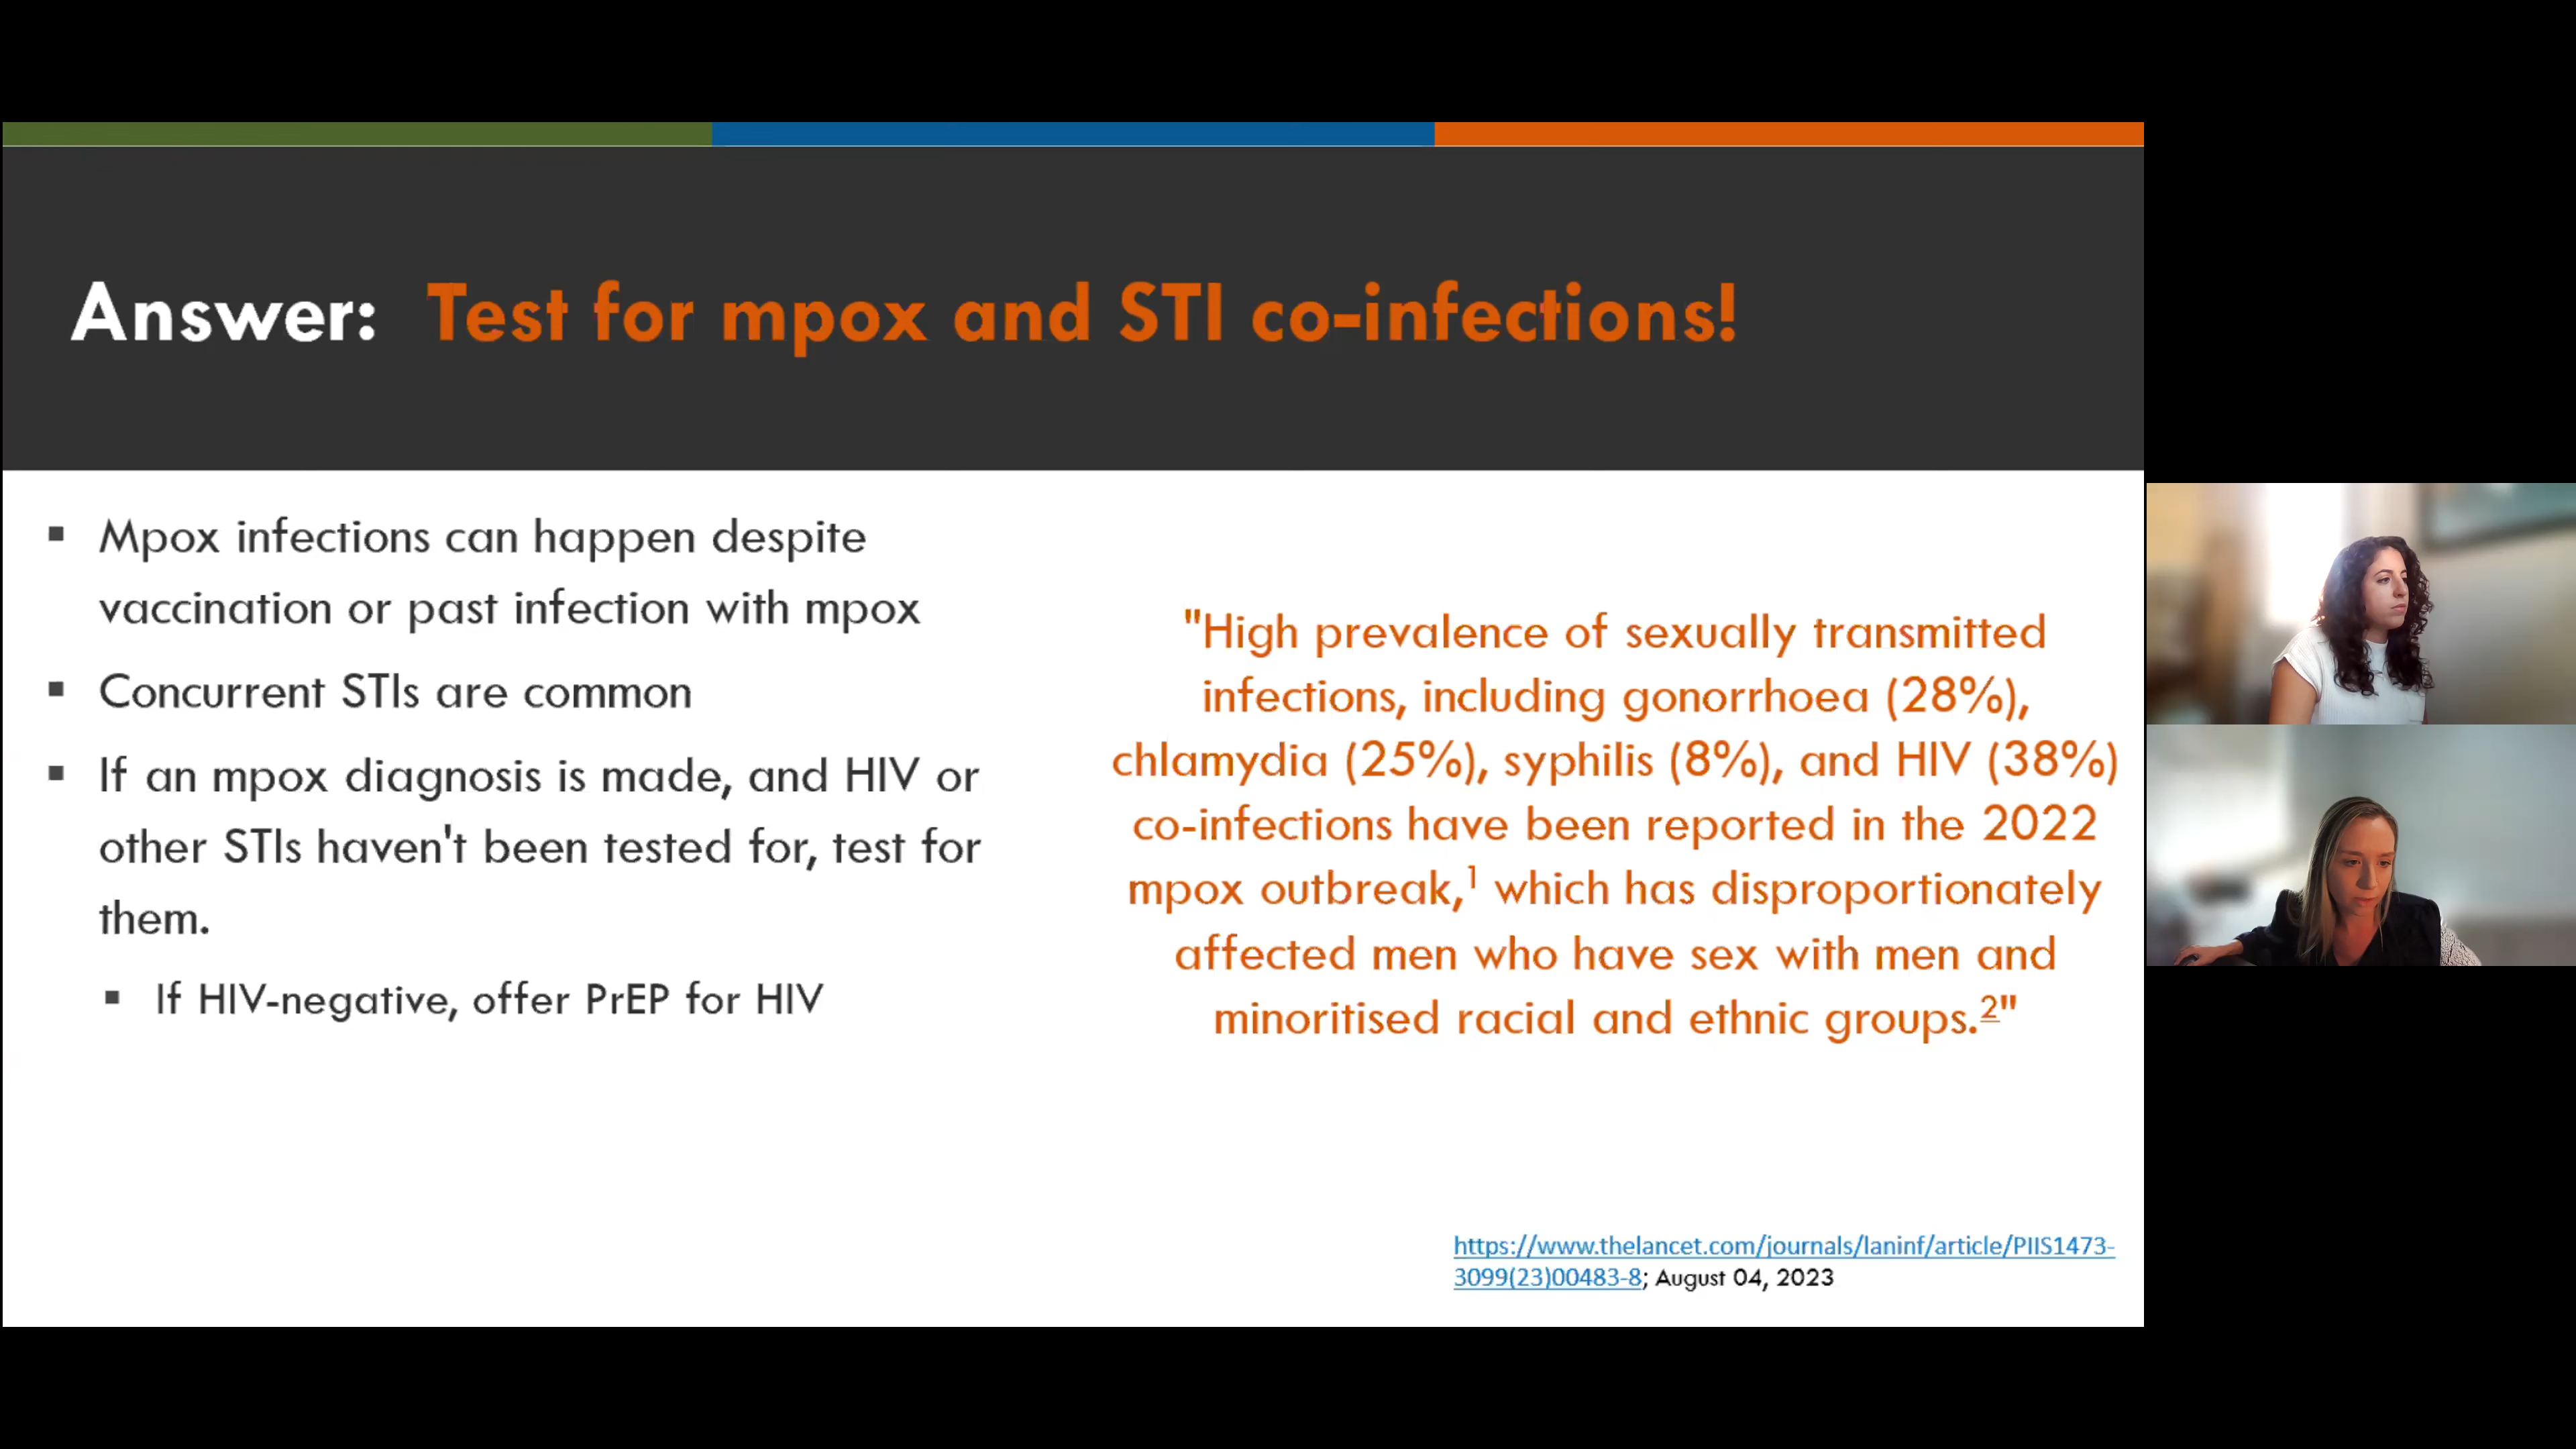 Answer: Test for mpox and STI co-infections!
▪ Mpox infections can happen despite
vaccination or past infection with mpox
▪ Concurrent STIs are common
▪ If an mpox diagnosis is made, and HIV or
other STIs haven't been tested for, test for
them.
▪ If HIV-negative, offer PrEP for HIV
"High prevalence of sexually transmitted
infections, including gonorrhoea (28%),
chlamydia (25%), syphilis (8%), and HIV (38%)
co-infections have been reported in the 2022
mpox outbreak,¹ which has disproportionately
affected men who have sex with men and
minoritised racial and ethnic groups.²"
https://www.thelancet.com/journals/laninf/article/PIIS1473-
3099(23)00483-8; August 04, 2023